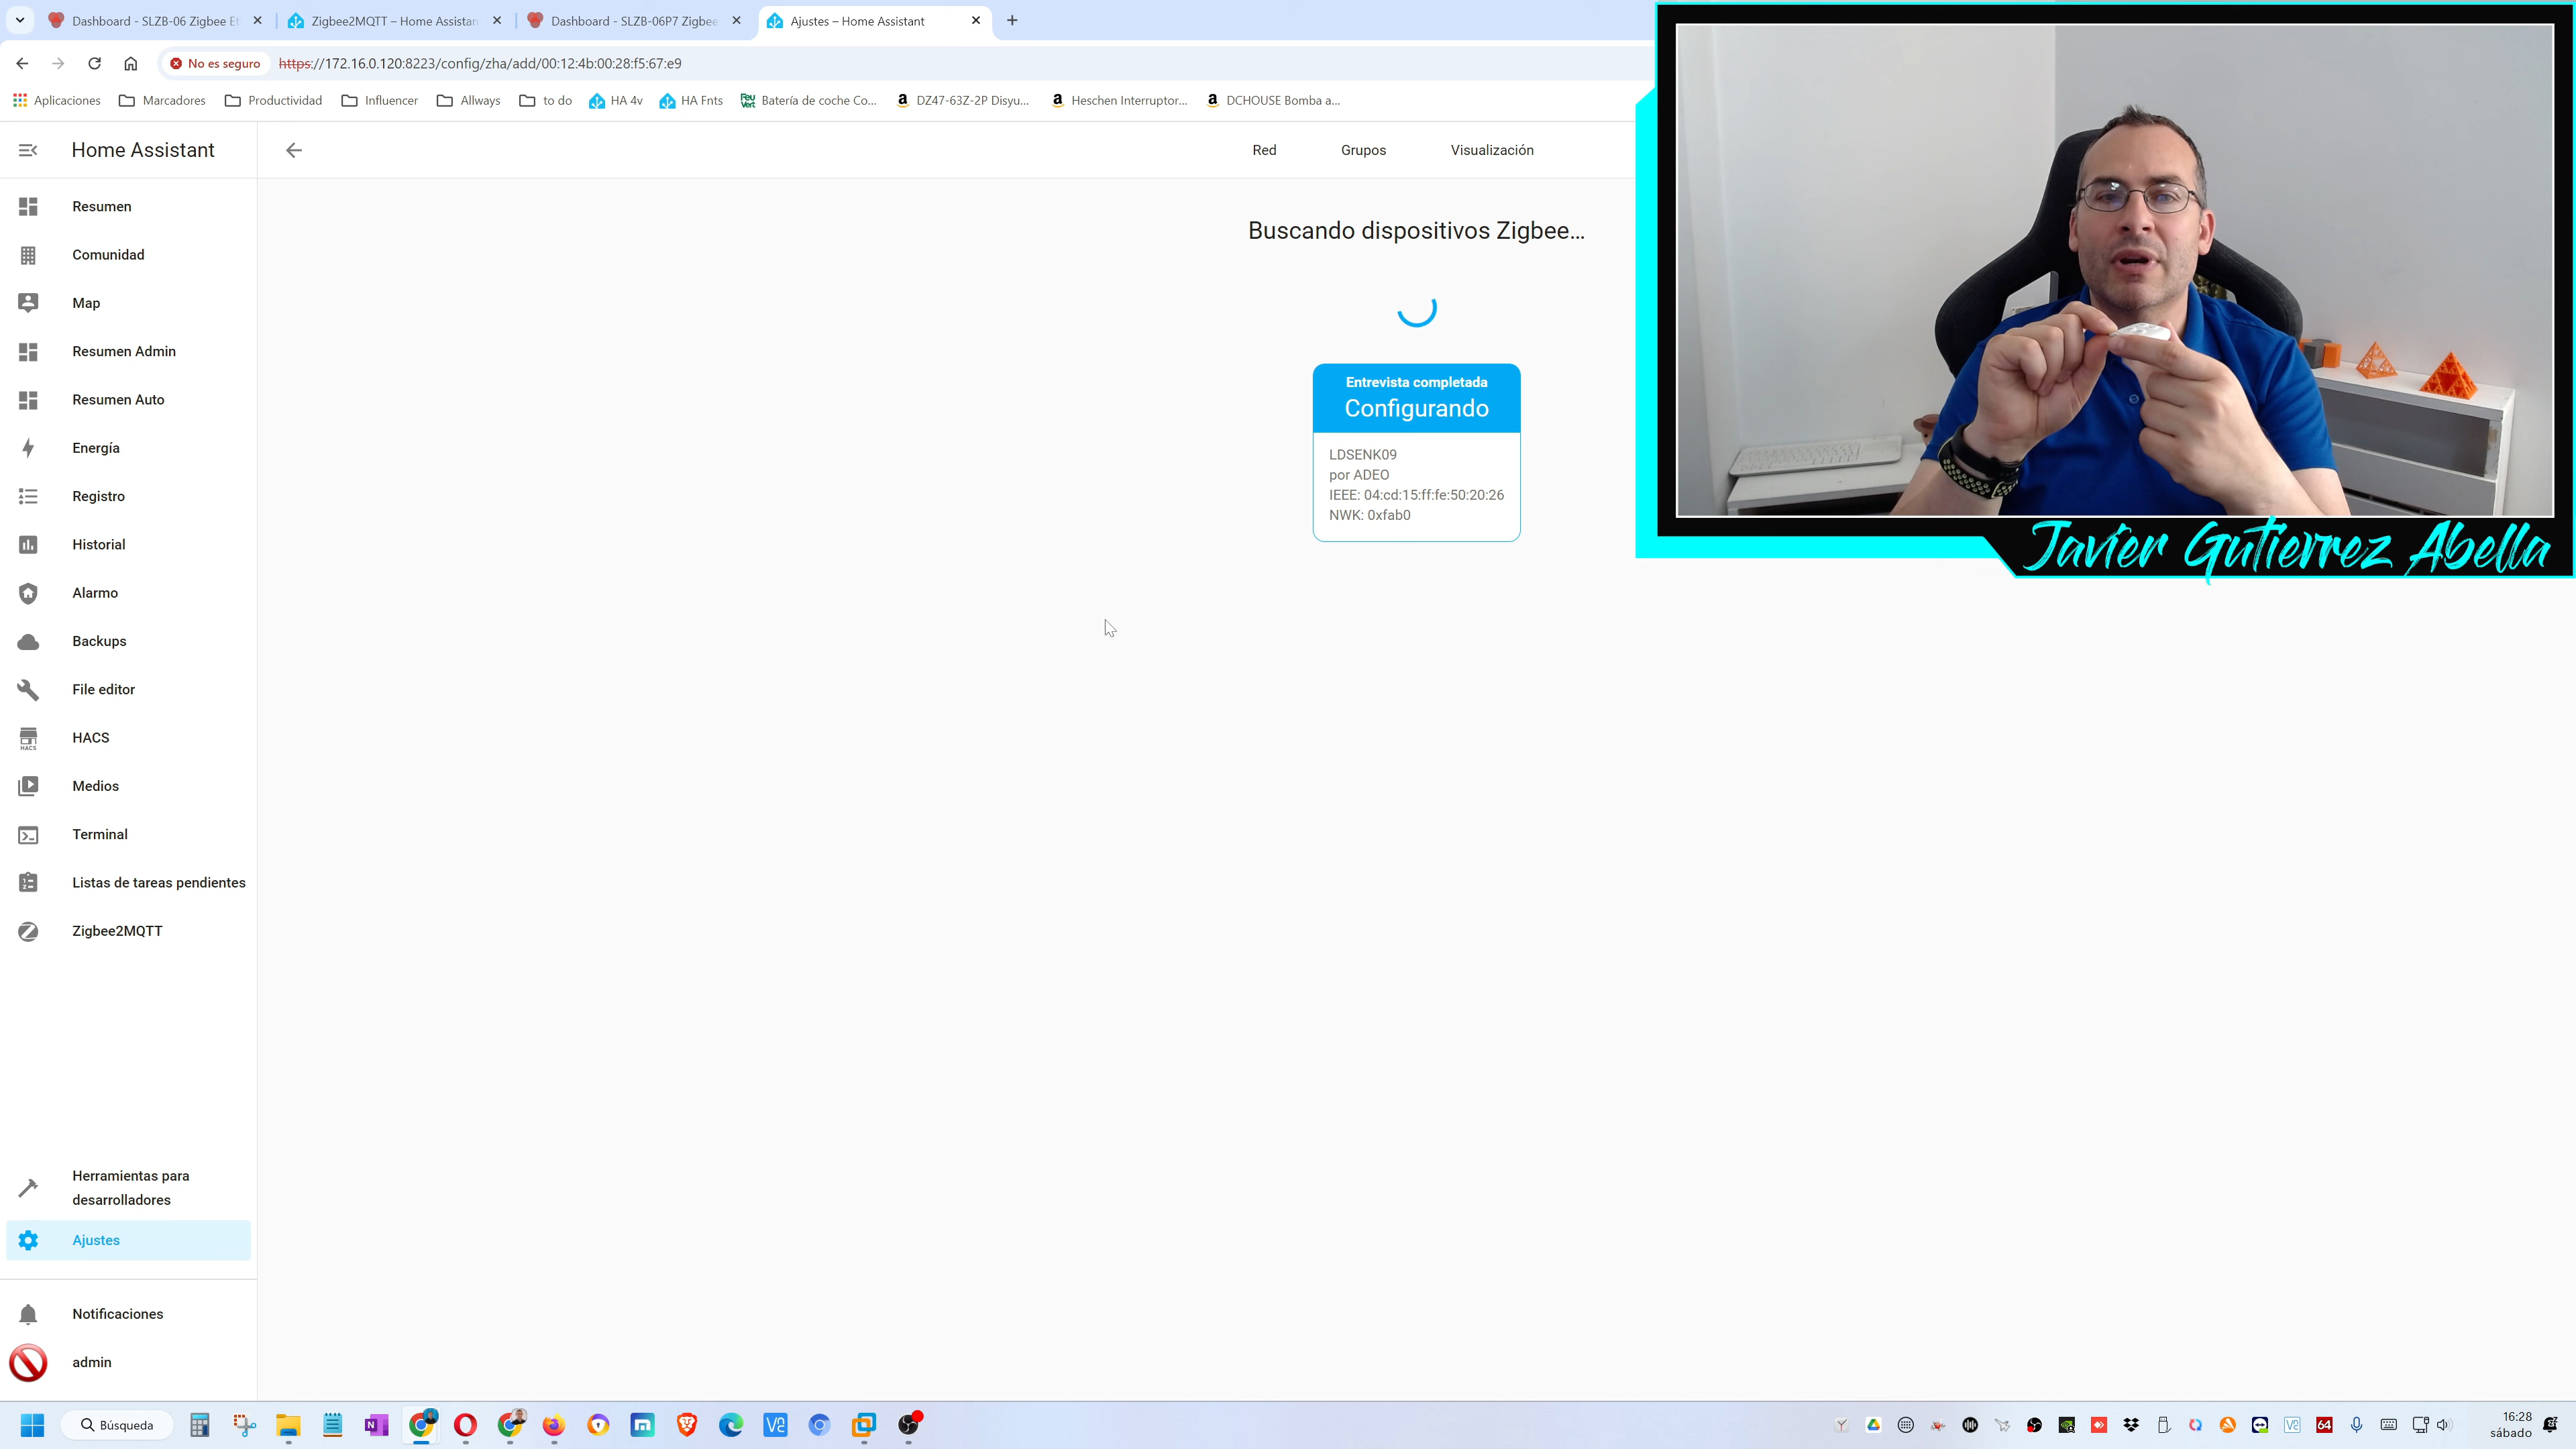 Dashboard - SLZB-06 Zigbee Et
Zigbee2MQTT – Home Assistan
Dashboard - SLZB-06P7 Zigbee
Ajustes – Home Assistant
No es seguro
https://172.16.0.120:8223/config/zha/add/00:12:4b:00:28:f5:67:e9
Aplicaciones
Marcadores
Productividad
Influencer
Allways
to do
HA 4v
HA Fnts
Batería de coche Co...
DZ47-63Z-2P Disyu...
Heschen Interruptor...
DCHOUSE Bomba a...
Home Assistant
Red
Grupos
Visualización
Resumen
Comunidad
Map
Resumen Admin
Resumen Auto
Energía
Registro
Historial
Alarmo
Backups
File editor
HACS
Medios
Terminal
Listas de tareas pendientes
Zigbee2MQTT
Herramientas para
desarrolladores
Ajustes
Notificaciones
admin
Buscando dispositivos Zigbee...
Entrevista completada
Configurando
LDSENK09
por ADEO
IEEE: 04:cd:15:ff:fe:50:20:26
NWK: 0xfab0
Javier Gutierrez Abella
Búsqueda
64
16:28
sábado